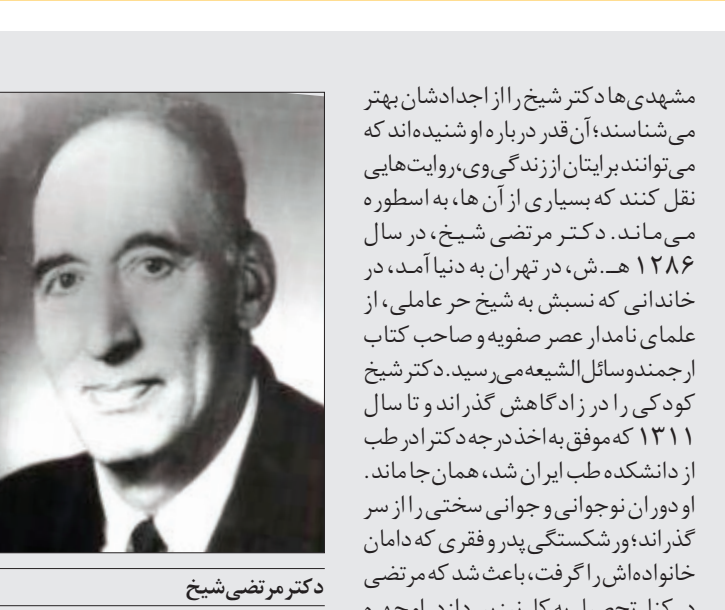 مشهدی‌ها دکتر شیخ را از اجدادشان بهتر
می‌شناسند؛ آن‌قدر درباره او شنیده‌اند که
می‌توانند برایتان از زندگی وی، روایت‌هایی
نقل کنند که بسیاری از آن ها، به اسطوره
می‌ماند. دکتر مرتضی شیخ، در سال
۱۲۸۶ هـ.ش، در تهران به دنیا آمد، در
خاندانی که نسبش به شیخ حر عاملی، از
علمای نامدار عصر صفویه و صاحب کتاب
ارجمند وسائل‌الشیعه می‌رسید. دکتر شیخ
کودکی را در زادگاهش گذراند و تا سال
۱۳۱۱ که موفق به اخذ درجه دکترا در طب
از دانشکده طب ایران شد، همان‌جا ماند.
او دوران نوجوانی و جوانی سختی را از سر
گذراند؛ ورشکستگی پدر و فقری که دامان
خانواده‌اش را گرفت، باعث شد که مرتضی
دکتر مرتضی شیخ